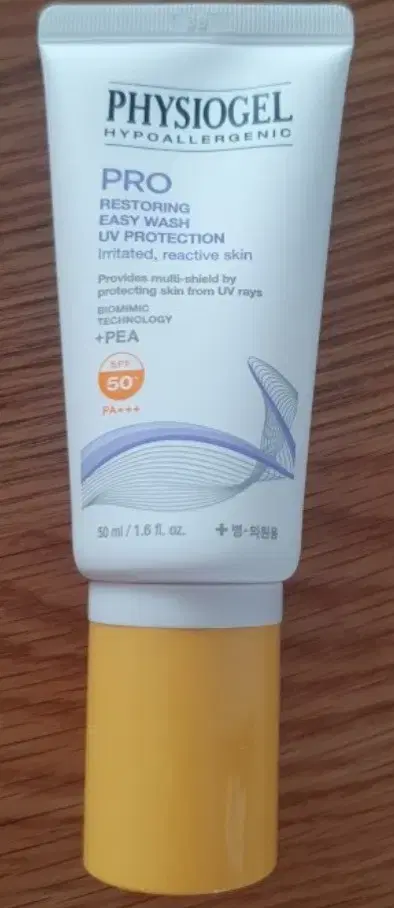 PHYSIOGEL
HYPOALLERGENIC
PRO
RESTORING
EASY WASH
UV PROTECTION
Irritated, reactive skin
Provides multi-shield by
protecting skin from UV rays
BIOMIMIC
TECHNOLOGY
+PEA
SPF
50+
PA+++
50 ml / 1.6 fl. oz.
+ 병·의원용